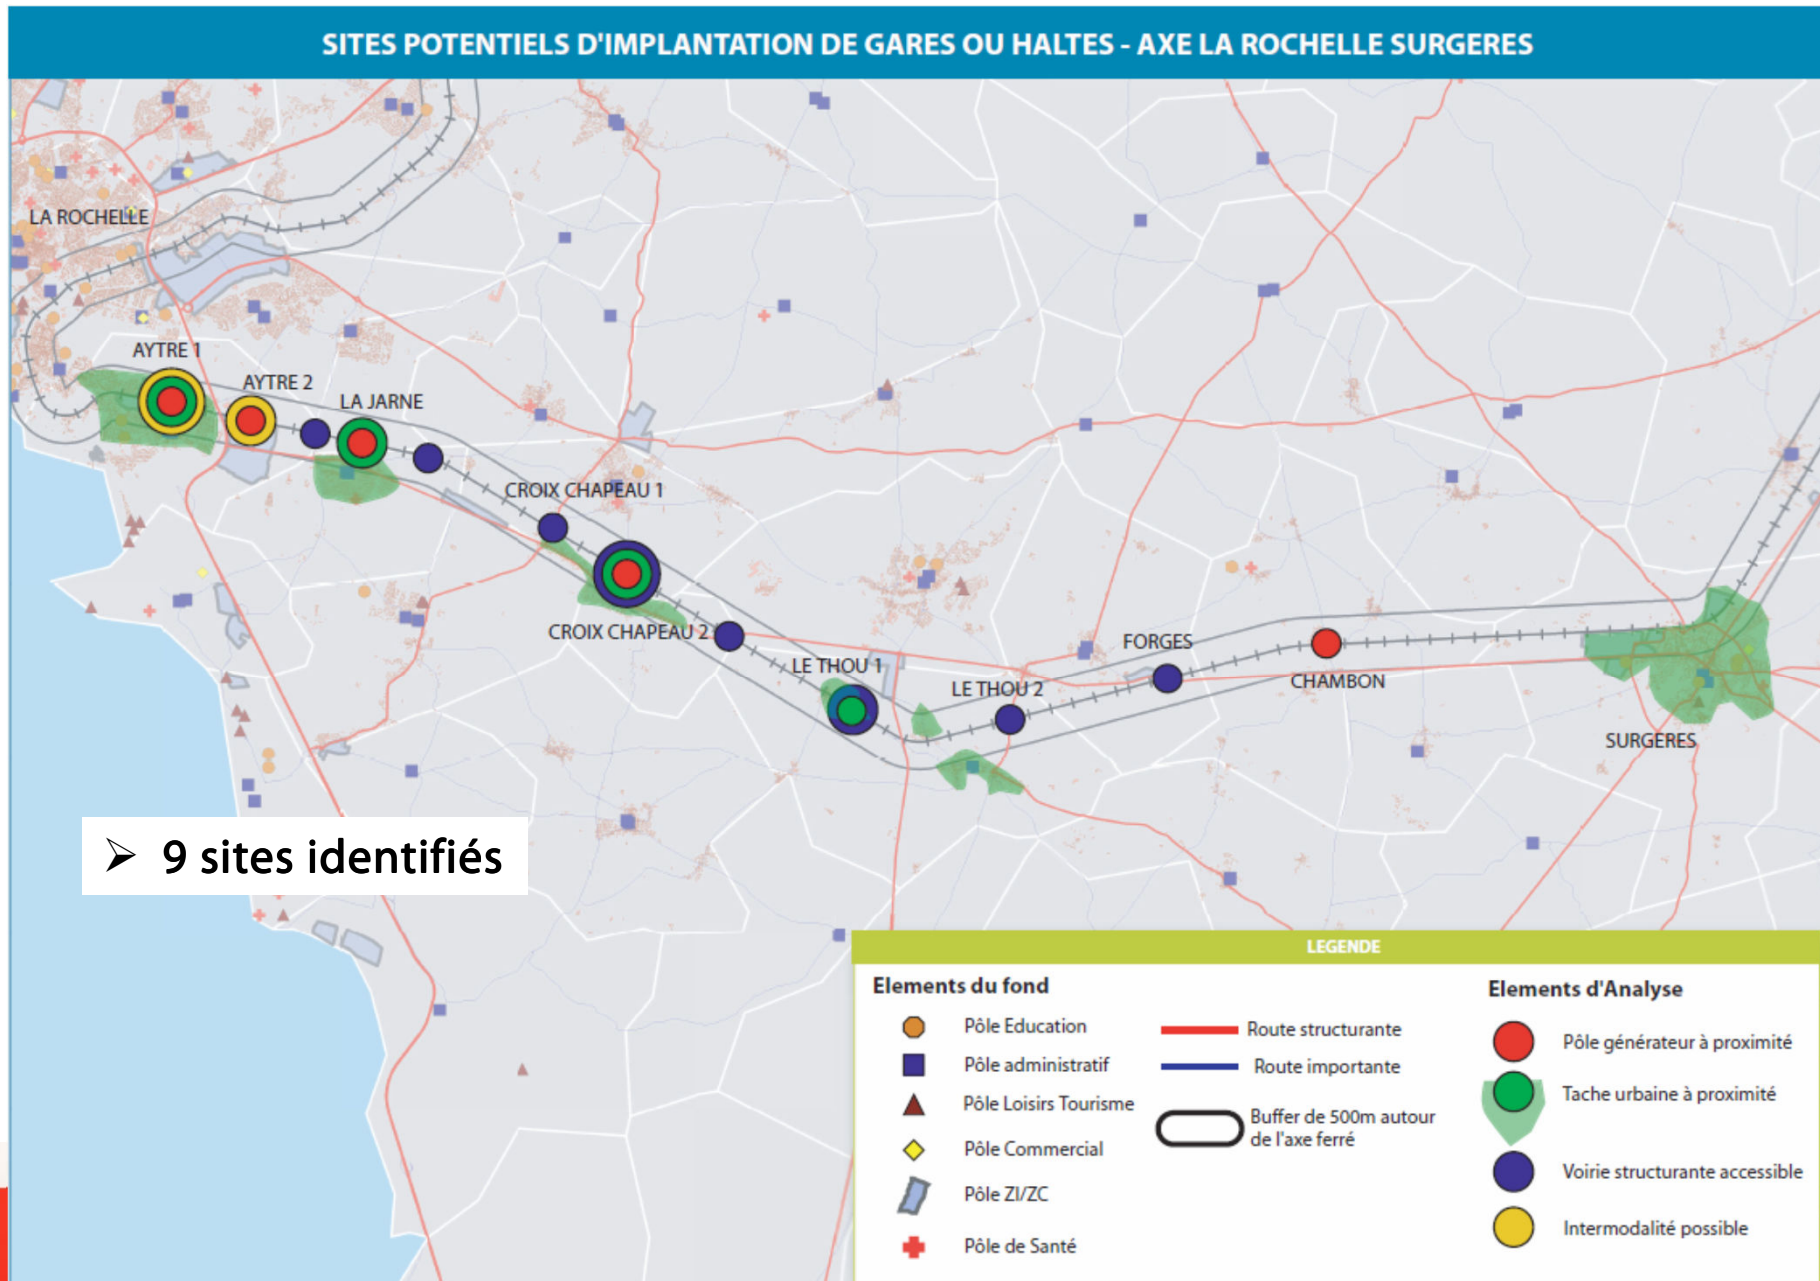 SITES POTENTIELS D'IMPLANTATION DE GARES OU HALTES - AXE LA ROCHELLE SURGERES
LA ROCHELLE
AYTRE 1
AYTRE 2
LA JARNE
CROIX CHAPEAU 1
CROIX CHAPEAU 2
LE THOU 1
LE THOU 2
FORGES
CHAMBON
SURGERES
➢ 9 sites identifiés
LEGENDE
Elements du fond
Pôle Education
Pôle administratif
Pôle Loisirs Tourisme
Pôle Commercial
Pôle ZI/ZC
Pôle de Santé
Route structurante
Route importante
Buffer de 500m autour
de l'axe ferré
Elements d'Analyse
Pôle générateur à proximité
Tache urbaine à proximité
Voirie structurante accessible
Intermodalité possible